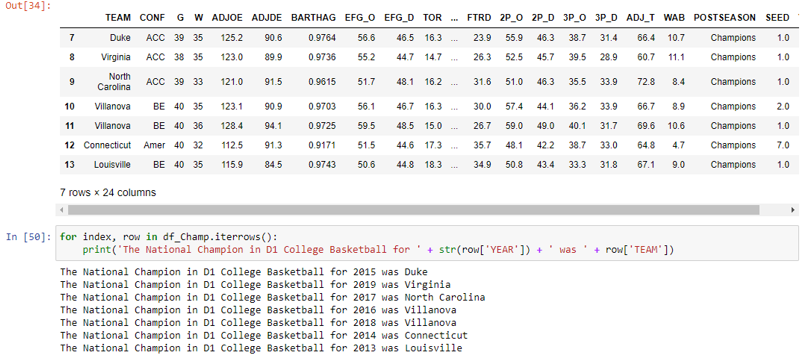 Out[34]:
TEAM CONF G W ADJOE ADJDE BARTHAG EFG_O EFG_D TOR ... FTRD 2P_O 2P_D 3P_O 3P_D ADJ_T WAB POSTSEASON SEED
7 Duke ACC 39 35 125.2 90.6 0.9764 56.6 46.5 16.3 ... 23.9 55.9 46.3 38.7 31.4 66.4 10.7 Champions 1.0
8 Virginia ACC 38 35 123.0 89.9 0.9736 55.2 44.7 14.7 ... 26.3 52.5 45.7 39.5 28.9 60.7 11.1 Champions 1.0
9 North Carolina ACC 39 33 121.0 91.5 0.9615 51.7 48.1 16.2 ... 31.6 51.0 46.3 35.5 33.9 72.8 8.4 Champions 1.0
10 Villanova BE 40 35 123.1 90.9 0.9703 56.1 46.7 16.3 ... 30.0 57.4 44.1 36.2 33.9 66.7 8.9 Champions 2.0
11 Villanova BE 40 36 128.4 94.1 0.9725 59.5 48.5 15.0 ... 26.7 59.0 49.0 40.1 31.7 69.6 10.6 Champions 1.0
12 Connecticut Amer 40 32 112.5 91.3 0.9171 51.5 44.6 17.3 ... 35.7 48.1 42.2 38.7 33.0 64.8 4.7 Champions 7.0
13 Louisville BE 40 35 115.9 84.5 0.9743 50.6 44.8 18.3 ... 34.9 50.8 43.4 33.3 31.8 67.1 9.0 Champions 1.0
7 rows × 24 columns
In [50]: for index, row in df_Champ.iterrows():
print('The National Champion in D1 College Basketball for ' + str(row['YEAR']) + ' was ' + row['TEAM'])
The National Champion in D1 College Basketball for 2015 was Duke
The National Champion in D1 College Basketball for 2019 was Virginia
The National Champion in D1 College Basketball for 2017 was North Carolina
The National Champion in D1 College Basketball for 2016 was Villanova
The National Champion in D1 College Basketball for 2018 was Villanova
The National Champion in D1 College Basketball for 2014 was Connecticut
The National Champion in D1 College Basketball for 2013 was Louisville